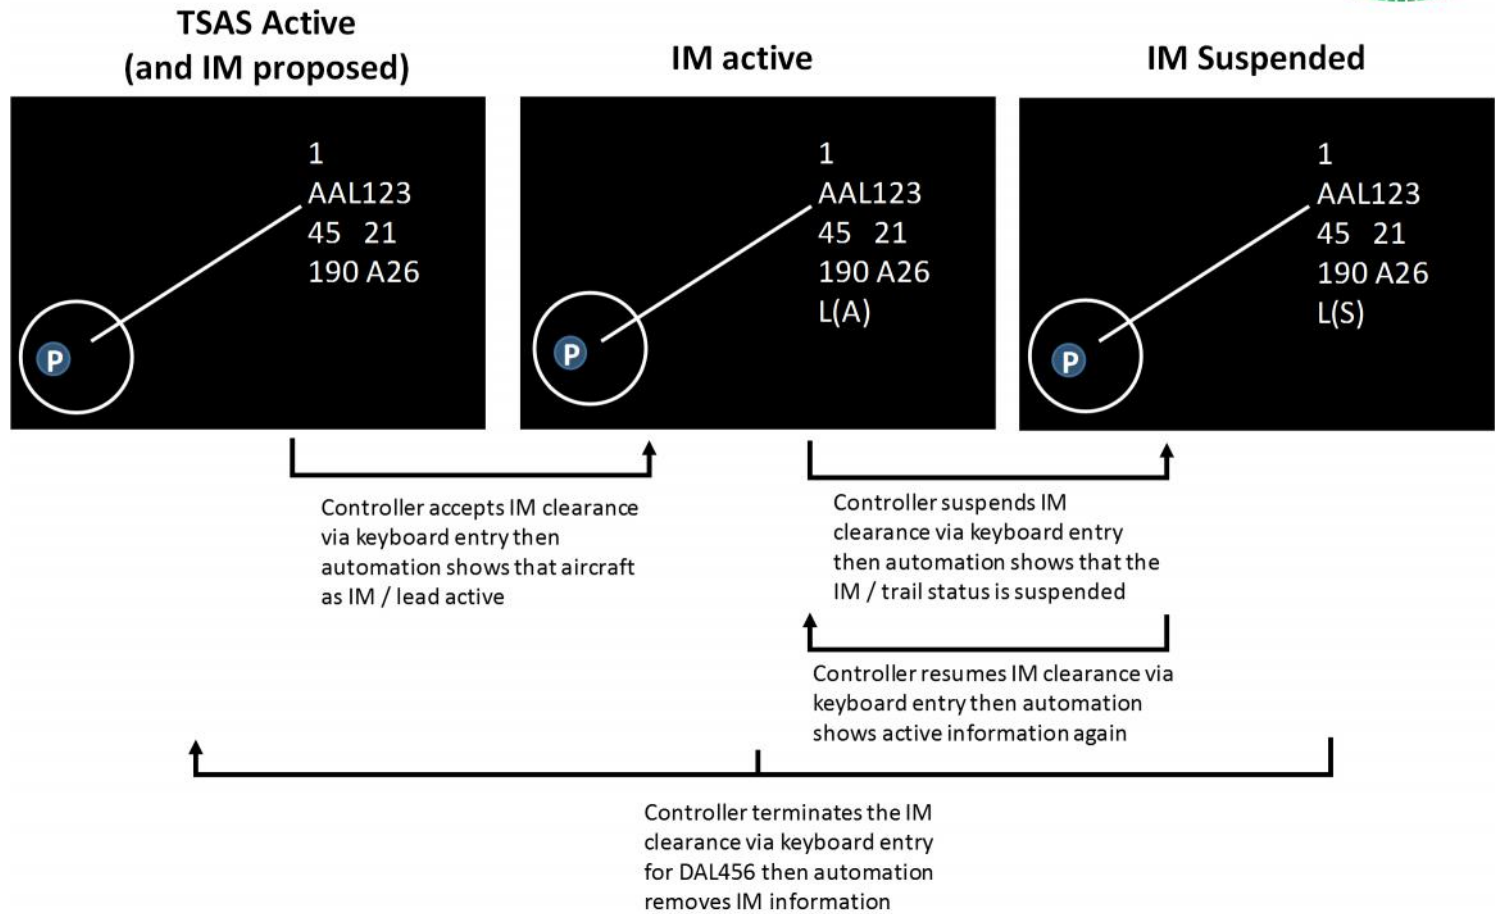 TSAS Active
(and IM proposed)
IM active
IM Suspended
1
AAL123
45 21
190 A26
P
1
AAL123
45 21
190 A26
L(A)
P
1
AAL123
45 21
190 A26
L(S)
P
Controller accepts IM clearance
via keyboard entry then
automation shows that aircraft
as IM / lead active
Controller suspends IM
clearance via keyboard entry
then automation shows that the
IM / trail status is suspended
Controller resumes IM clearance via
keyboard entry then automation
shows active information again
Controller terminates the IM
clearance via keyboard entry
for DAL456 then automation
removes IM information